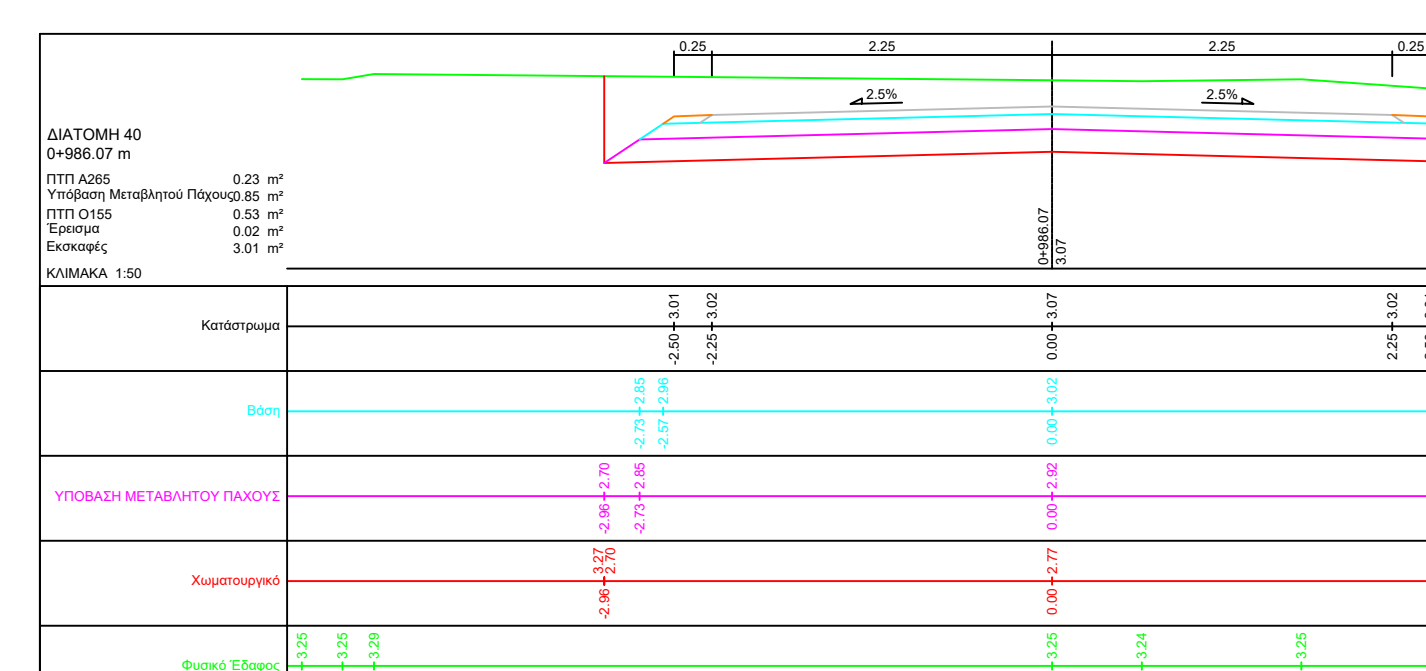 0.25 2.25 2.25 0.25
2.5% 2.5%
ΔΙΑΤΟΜΗ 40
0+986.07 m
ΠΤΠ Α265 0.23 m²
Υπόβαση Μεταβλητού Πάχους 0.85 m²
ΠΤΠ Ο155 0.53 m²
Έρεισμα 0.02 m²
Εκσκαφές 3.01 m²
ΚΛΙΜΑΚΑ 1:50
0+986.07
3.07
Κατάστρωμα
-2.50 3.01
-2.25 3.02
0.00 3.07
2.25 3.02
Βάση
-2.73 2.85
-2.57 2.96
0.00 3.02
ΥΠΟΒΑΣΗ ΜΕΤΑΒΛΗΤΟΥ ΠΑΧΟΥΣ
-2.96 2.70
-2.73 2.85
0.00 2.92
Χωματουργικό
-2.96 3.27
2.70
0.00 2.77
Φυσικό Έδαφος
3.25
3.25
3.29
3.25
3.24
3.25